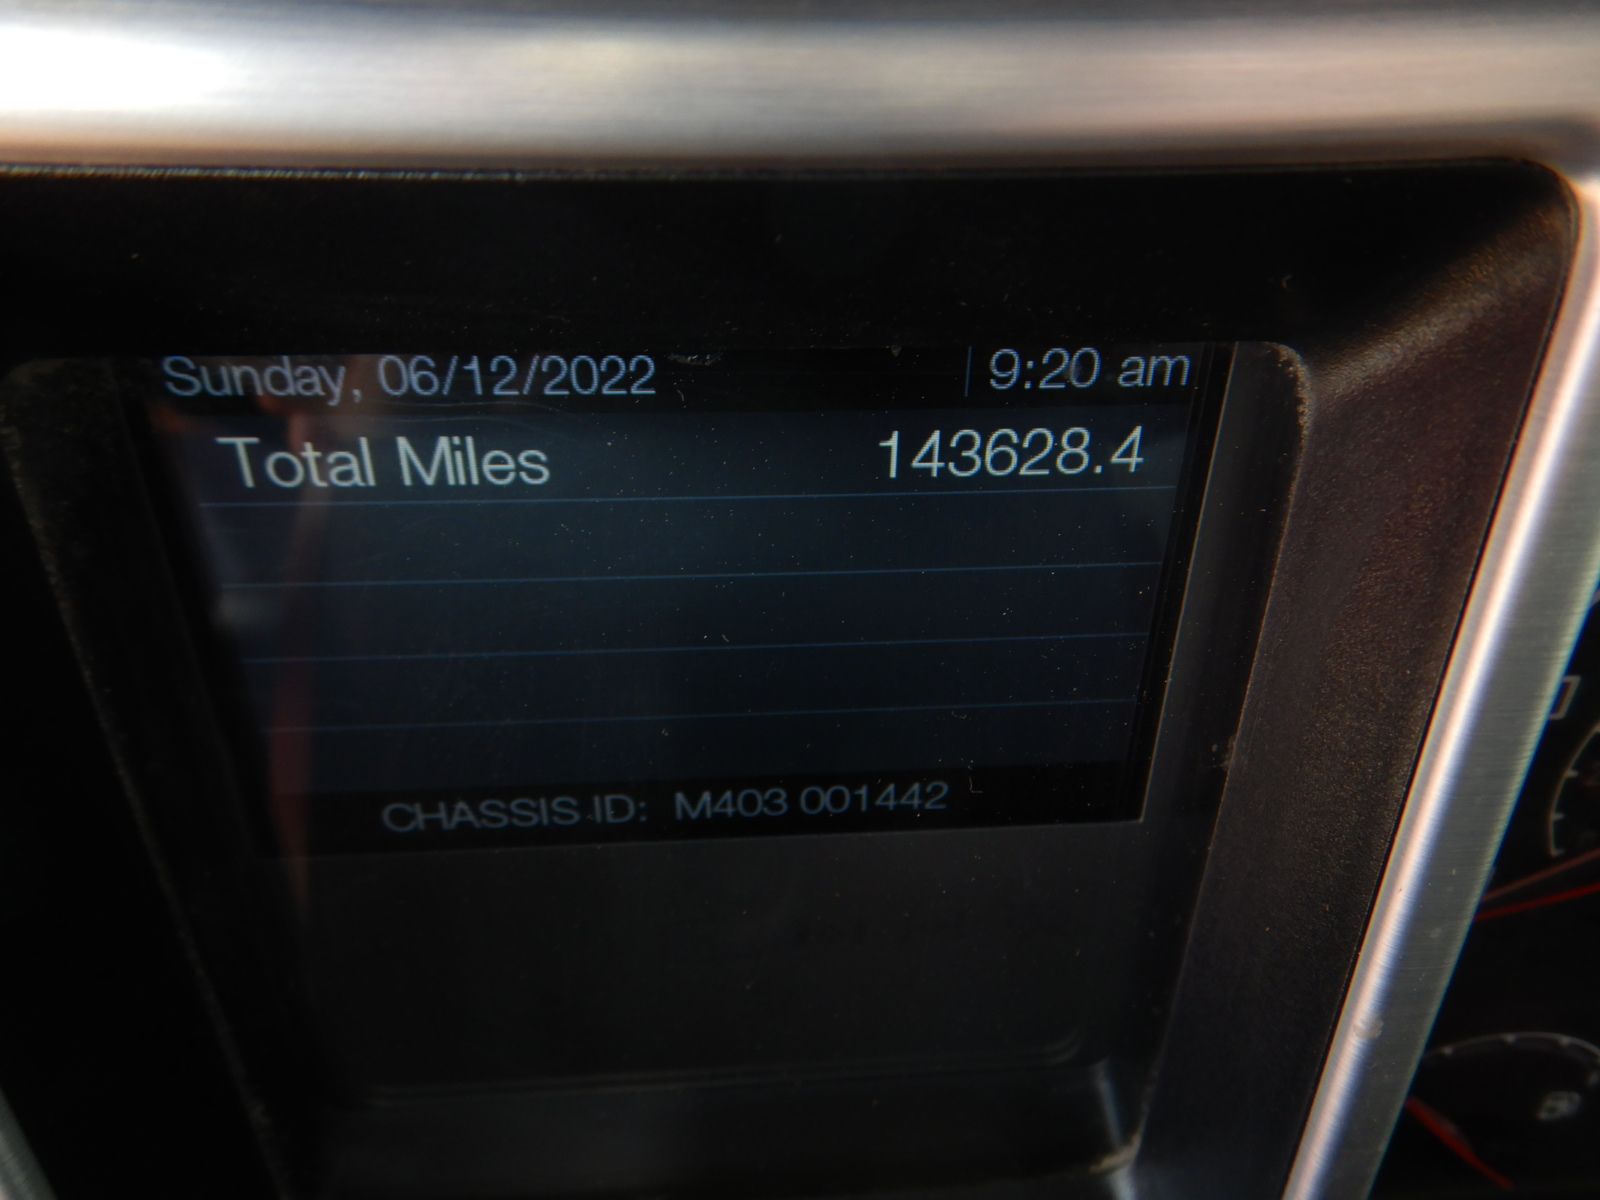 Sunday, 06/12/2022 9:20 am
Total Miles 143628.4
CHASSIS ID: M403 001442